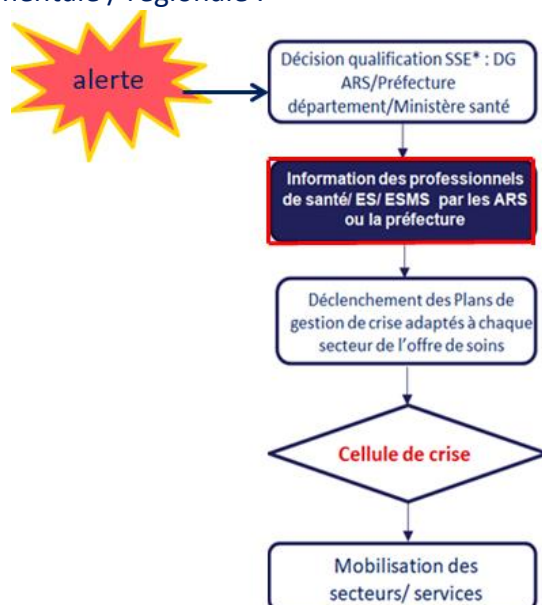 régionale :
alerte
Décision qualification SSE* : DG
ARS/Préfecture
département/Ministère santé
Information des professionnels
de santé/ ES/ ESMS par les ARS
ou la préfecture
Déclenchement des Plans de
gestion de crise adaptés à chaque
secteur de l'offre de soins
Cellule de crise
Mobilisation des
secteurs/ services